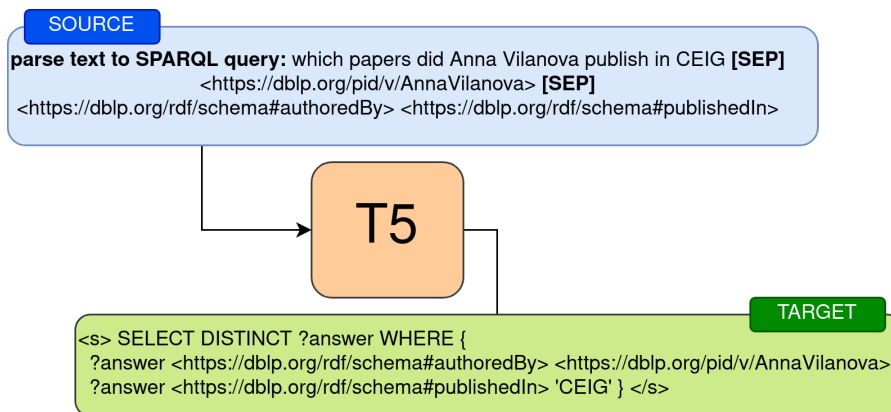 SOURCE
parse text to SPARQL query: which papers did Anna Vilanova publish in CEIG [SEP]
<https://dblp.org/pid/v/AnnaVilanova> [SEP]
<https://dblp.org/rdf/schema#authoredBy> <https://dblp.org/rdf/schema#publishedIn>
T5
TARGET
<s> SELECT DISTINCT ?answer WHERE {
?answer <https://dblp.org/rdf/schema#authoredBy> <https://dblp.org/pid/v/AnnaVilanova>
?answer <https://dblp.org/rdf/schema#publishedIn> 'CEIG' } </s>